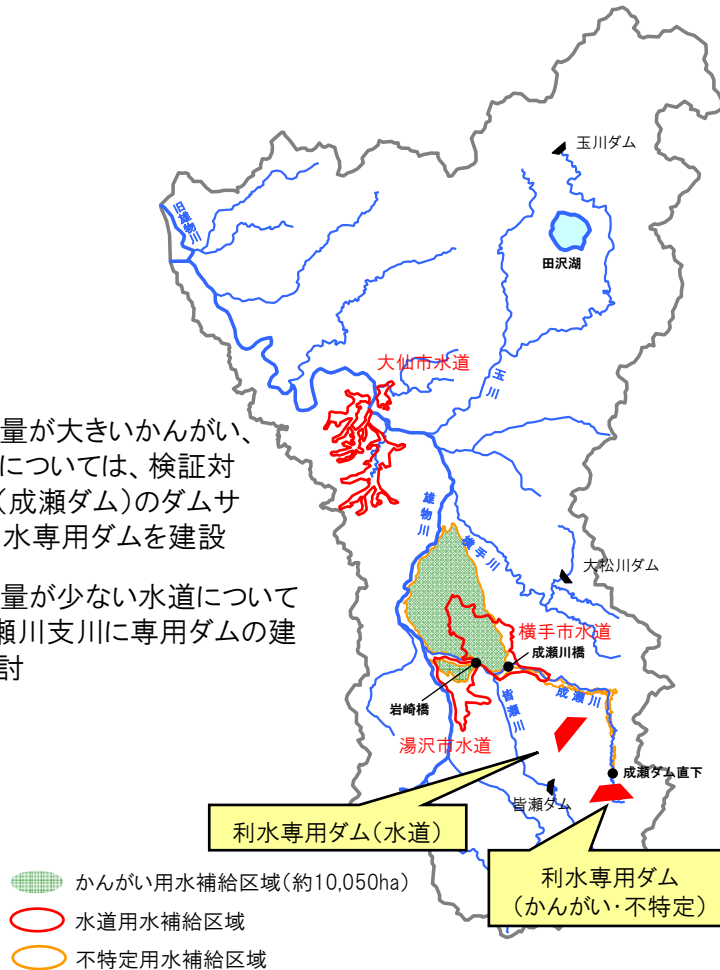 玉川ダム
旧雄物川
田沢湖
大仙市水道
玉川
量が大きいかんがい、
については、検証対
(成瀬ダム)のダムサ
水専用ダムを建設
雄物川
横手川
大松川ダム
量が少ない水道について
瀬川支川に専用ダムの建
討
横手市水道
成瀬川橋
岩崎橋
皆瀬川
成瀬川
湯沢市水道
成瀬ダム直下
皆瀬ダム
利水専用ダム(水道)
利水専用ダム
(かんがい・不特定)
かんがい用水補給区域(約10,050ha)
水道用水補給区域
不特定用水補給区域